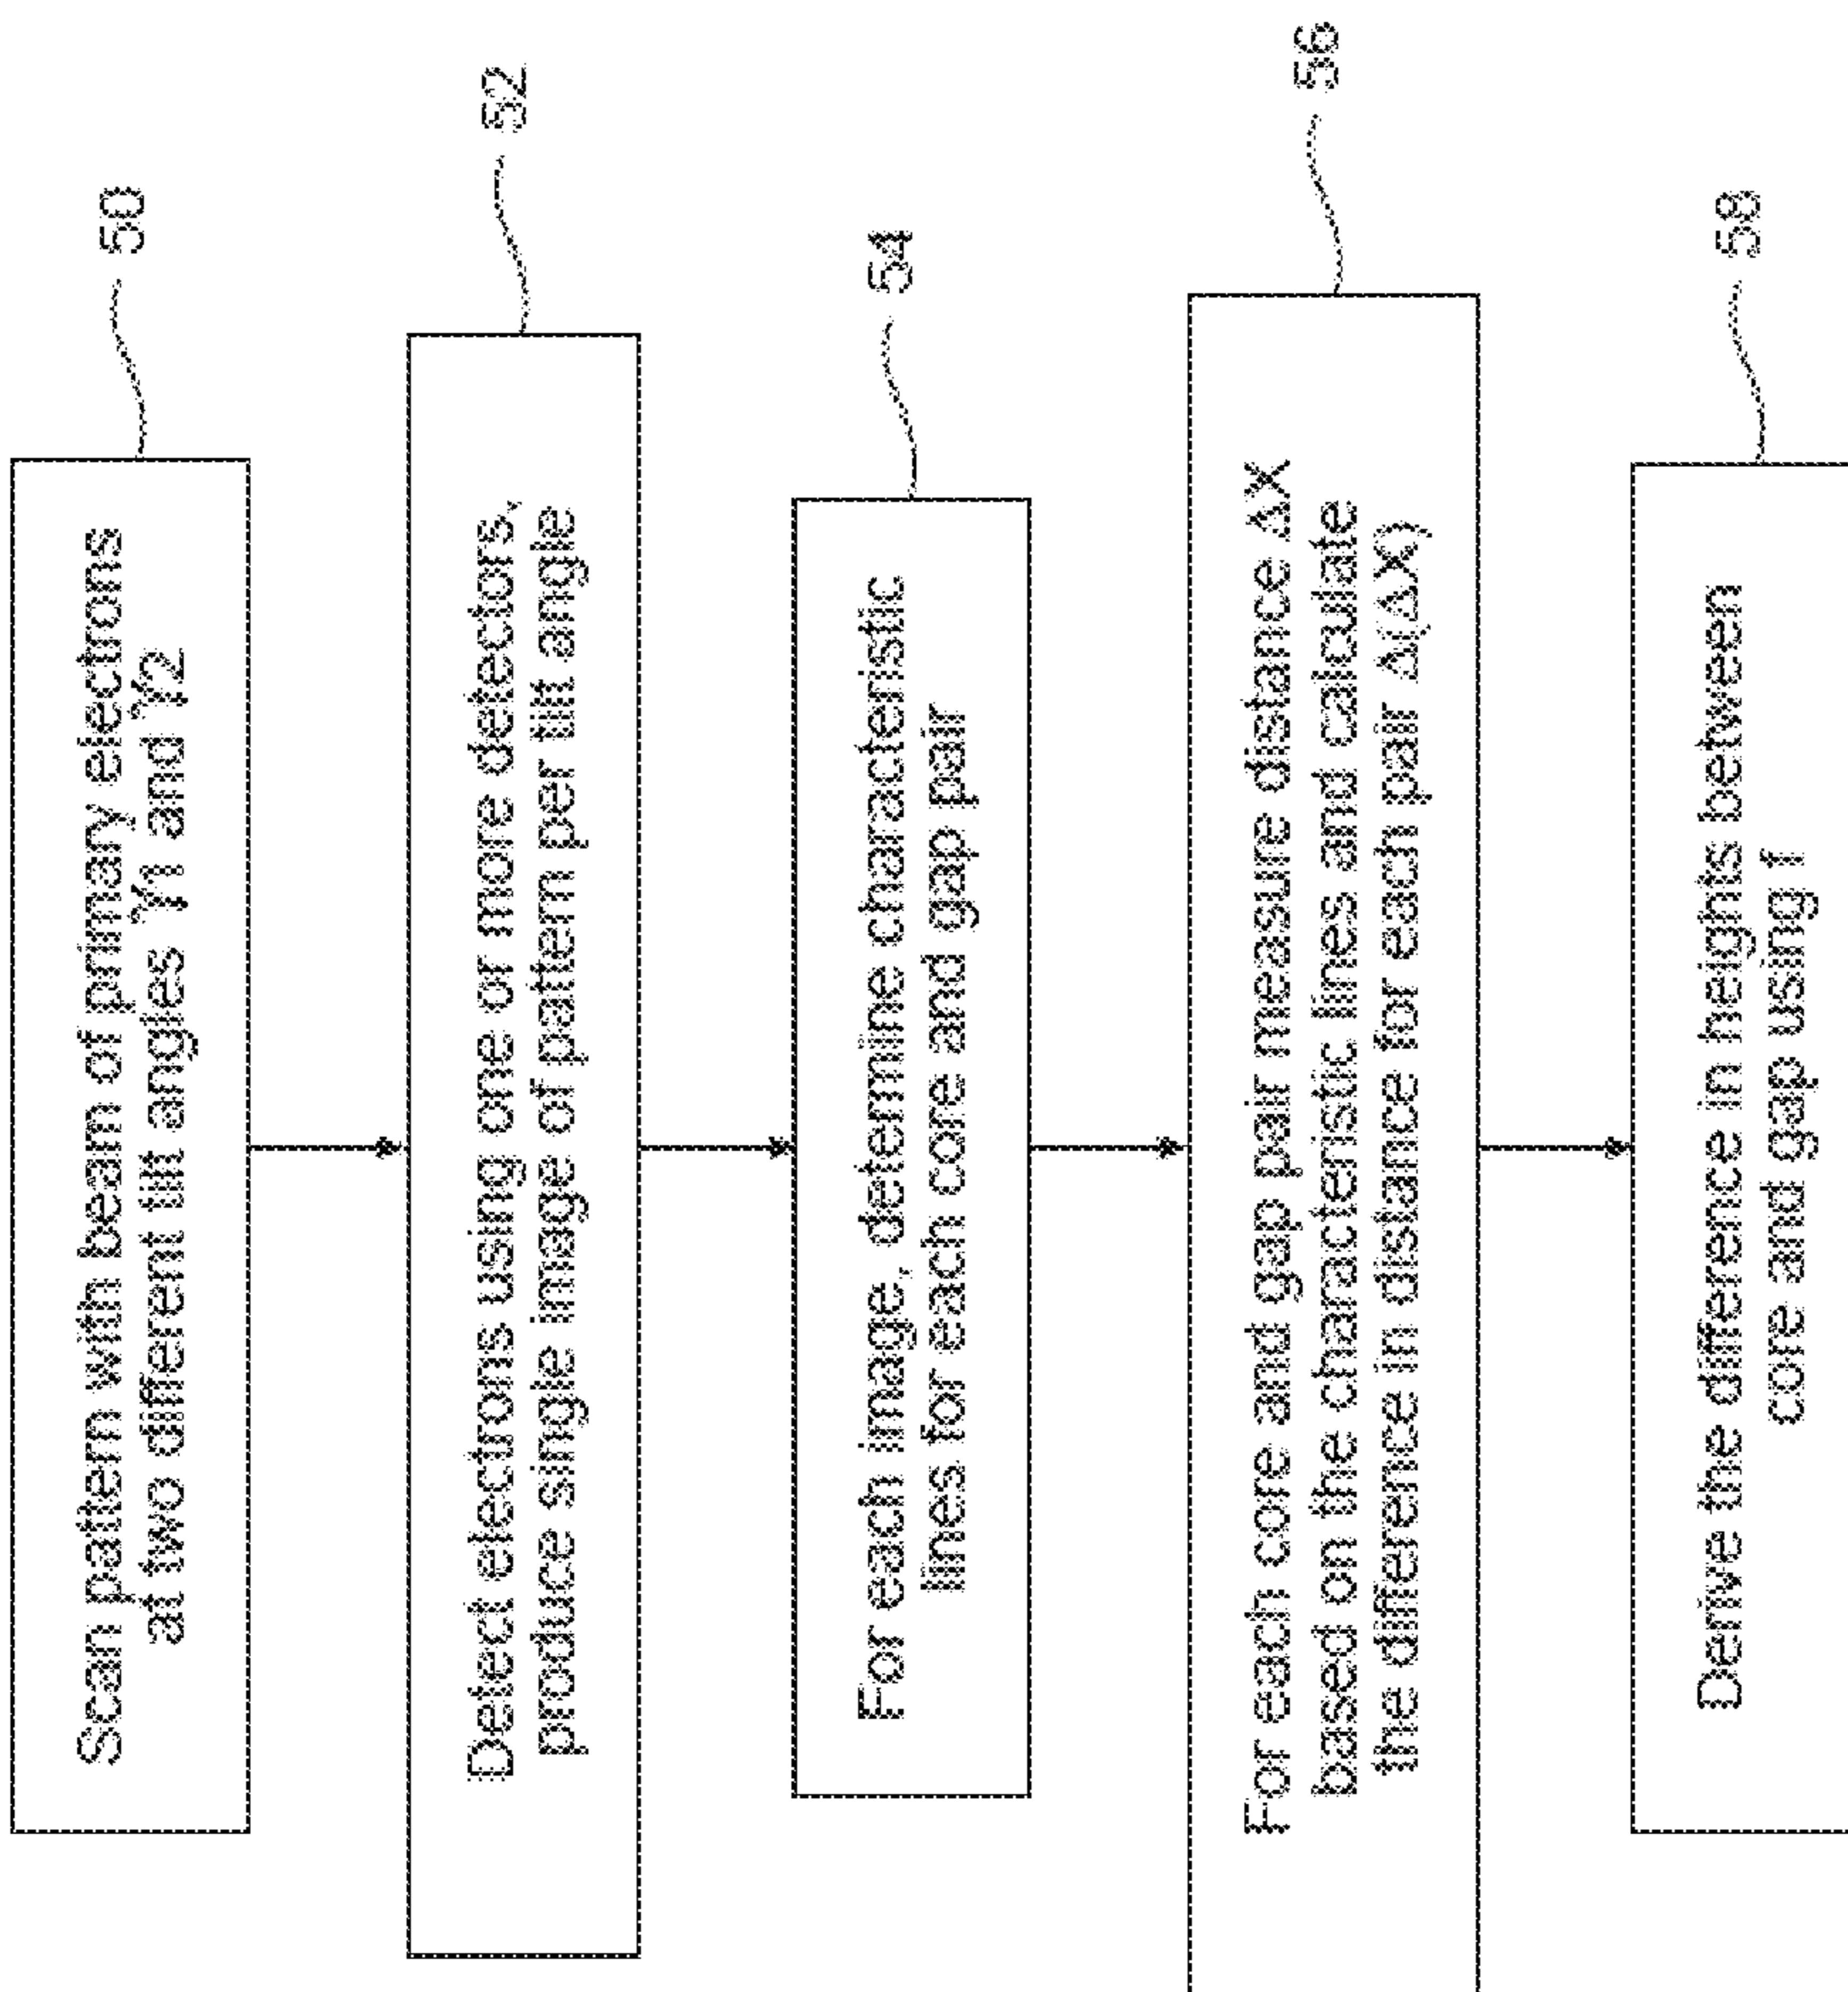 Scan pattern with beam of primary electrons
at two different tilt angles γ1 and γ2
50
Detect electrons using one or more detectors,
produce single image of pattern per tilt angle
52
For each image, determine characteristic
lines for each core and gap pair
54
For each core and gap pair measure distance ΔX
based on the characteristic lines and calculate
the difference in distance for each pair Δ(ΔX)
56
Derive the difference in heights between
core and gap using f
58